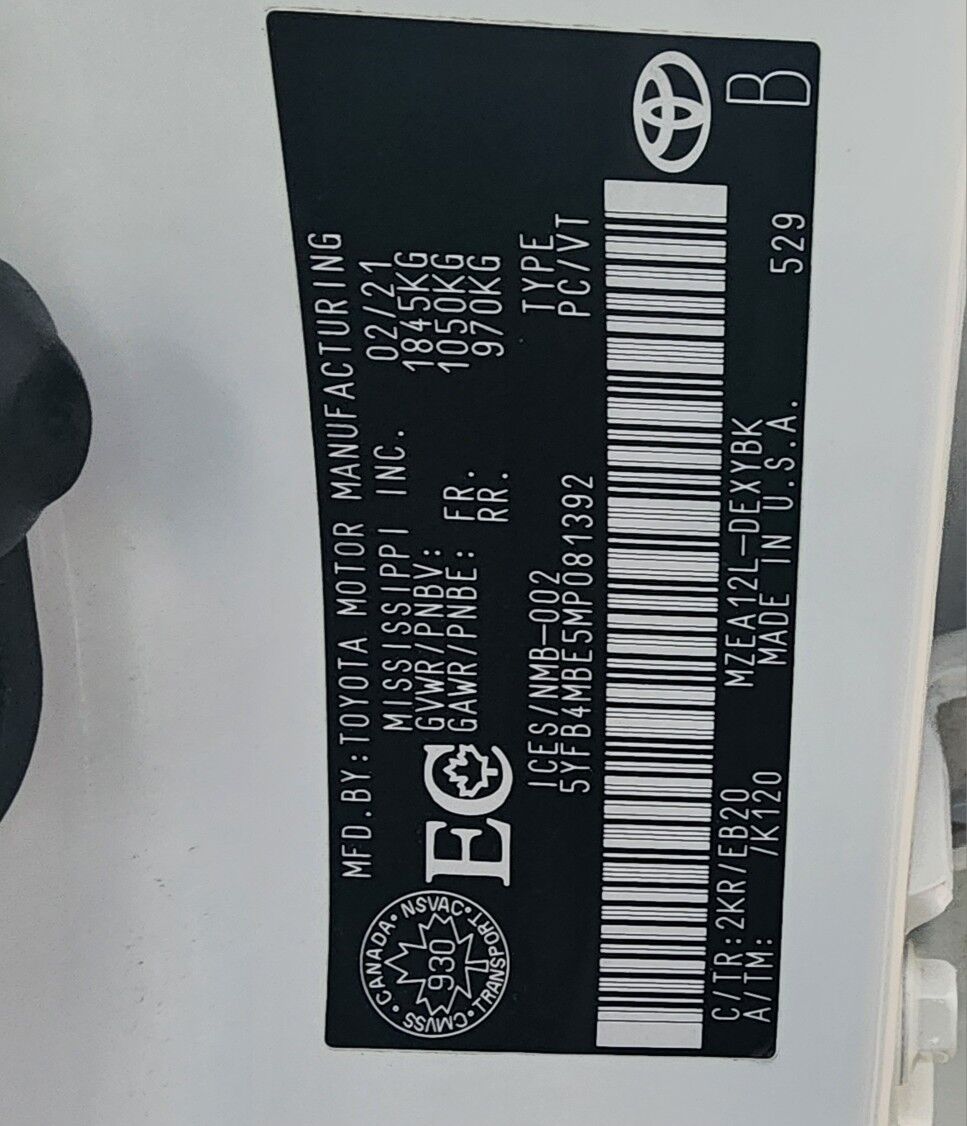 MFD.BY:TOYOTA MOTOR MANUFACTURING
MISSISSIPPI INC. 02/21
GVWR/PNBV: 1845KG
GAWR/PNBE: FR. 1050KG
RR. 970KG
CANADA • NSVAC • TRANSPORT • CMVSS •
930
EC
ICES/NMB-002 TYPE
5YFB4MBE5MP081392 PC/VT
C/TR:2KR/EB20 MZEA12L-DEXYBK
A/TM: /K120 MADE IN U.S.A. 529
B
B